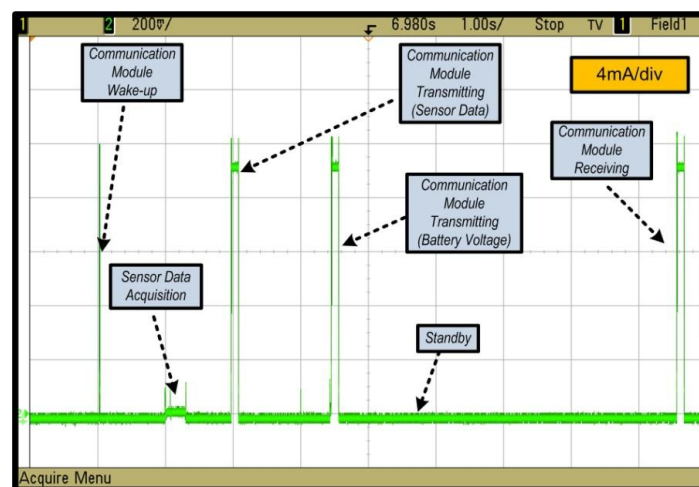 1 2 200℧/ 6.980s 1.00s/ Stop TV 1 Field1
Communication
Module
Wake-up
Communication
Module
Transmitting
(Sensor Data)
4mA/div
Communication
Module
Receiving
Communication
Module
Transmitting
(Battery Voltage)
Sensor Data
Acquisition
Standby
2
Acquire Menu